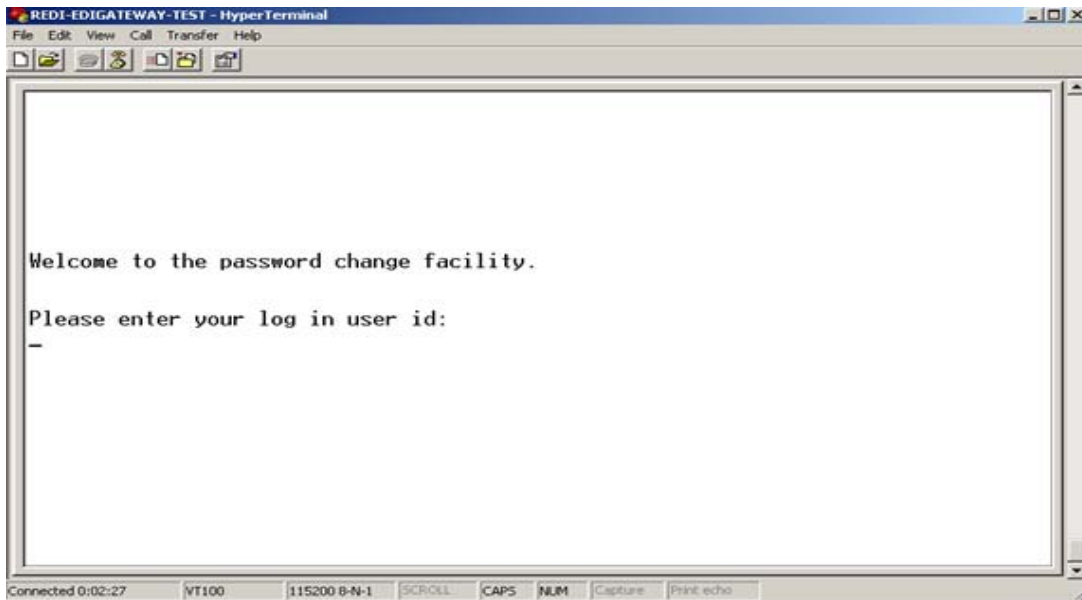 REDI-EDIGATEWAY-TEST - HyperTerminal
File Edit View Call Transfer Help
Welcome to the password change facility.
Please enter your log in user id:
Connected 0:02:27 VT100 115200 8-N-1 SCROLL CAPS NUM Capture Print echo